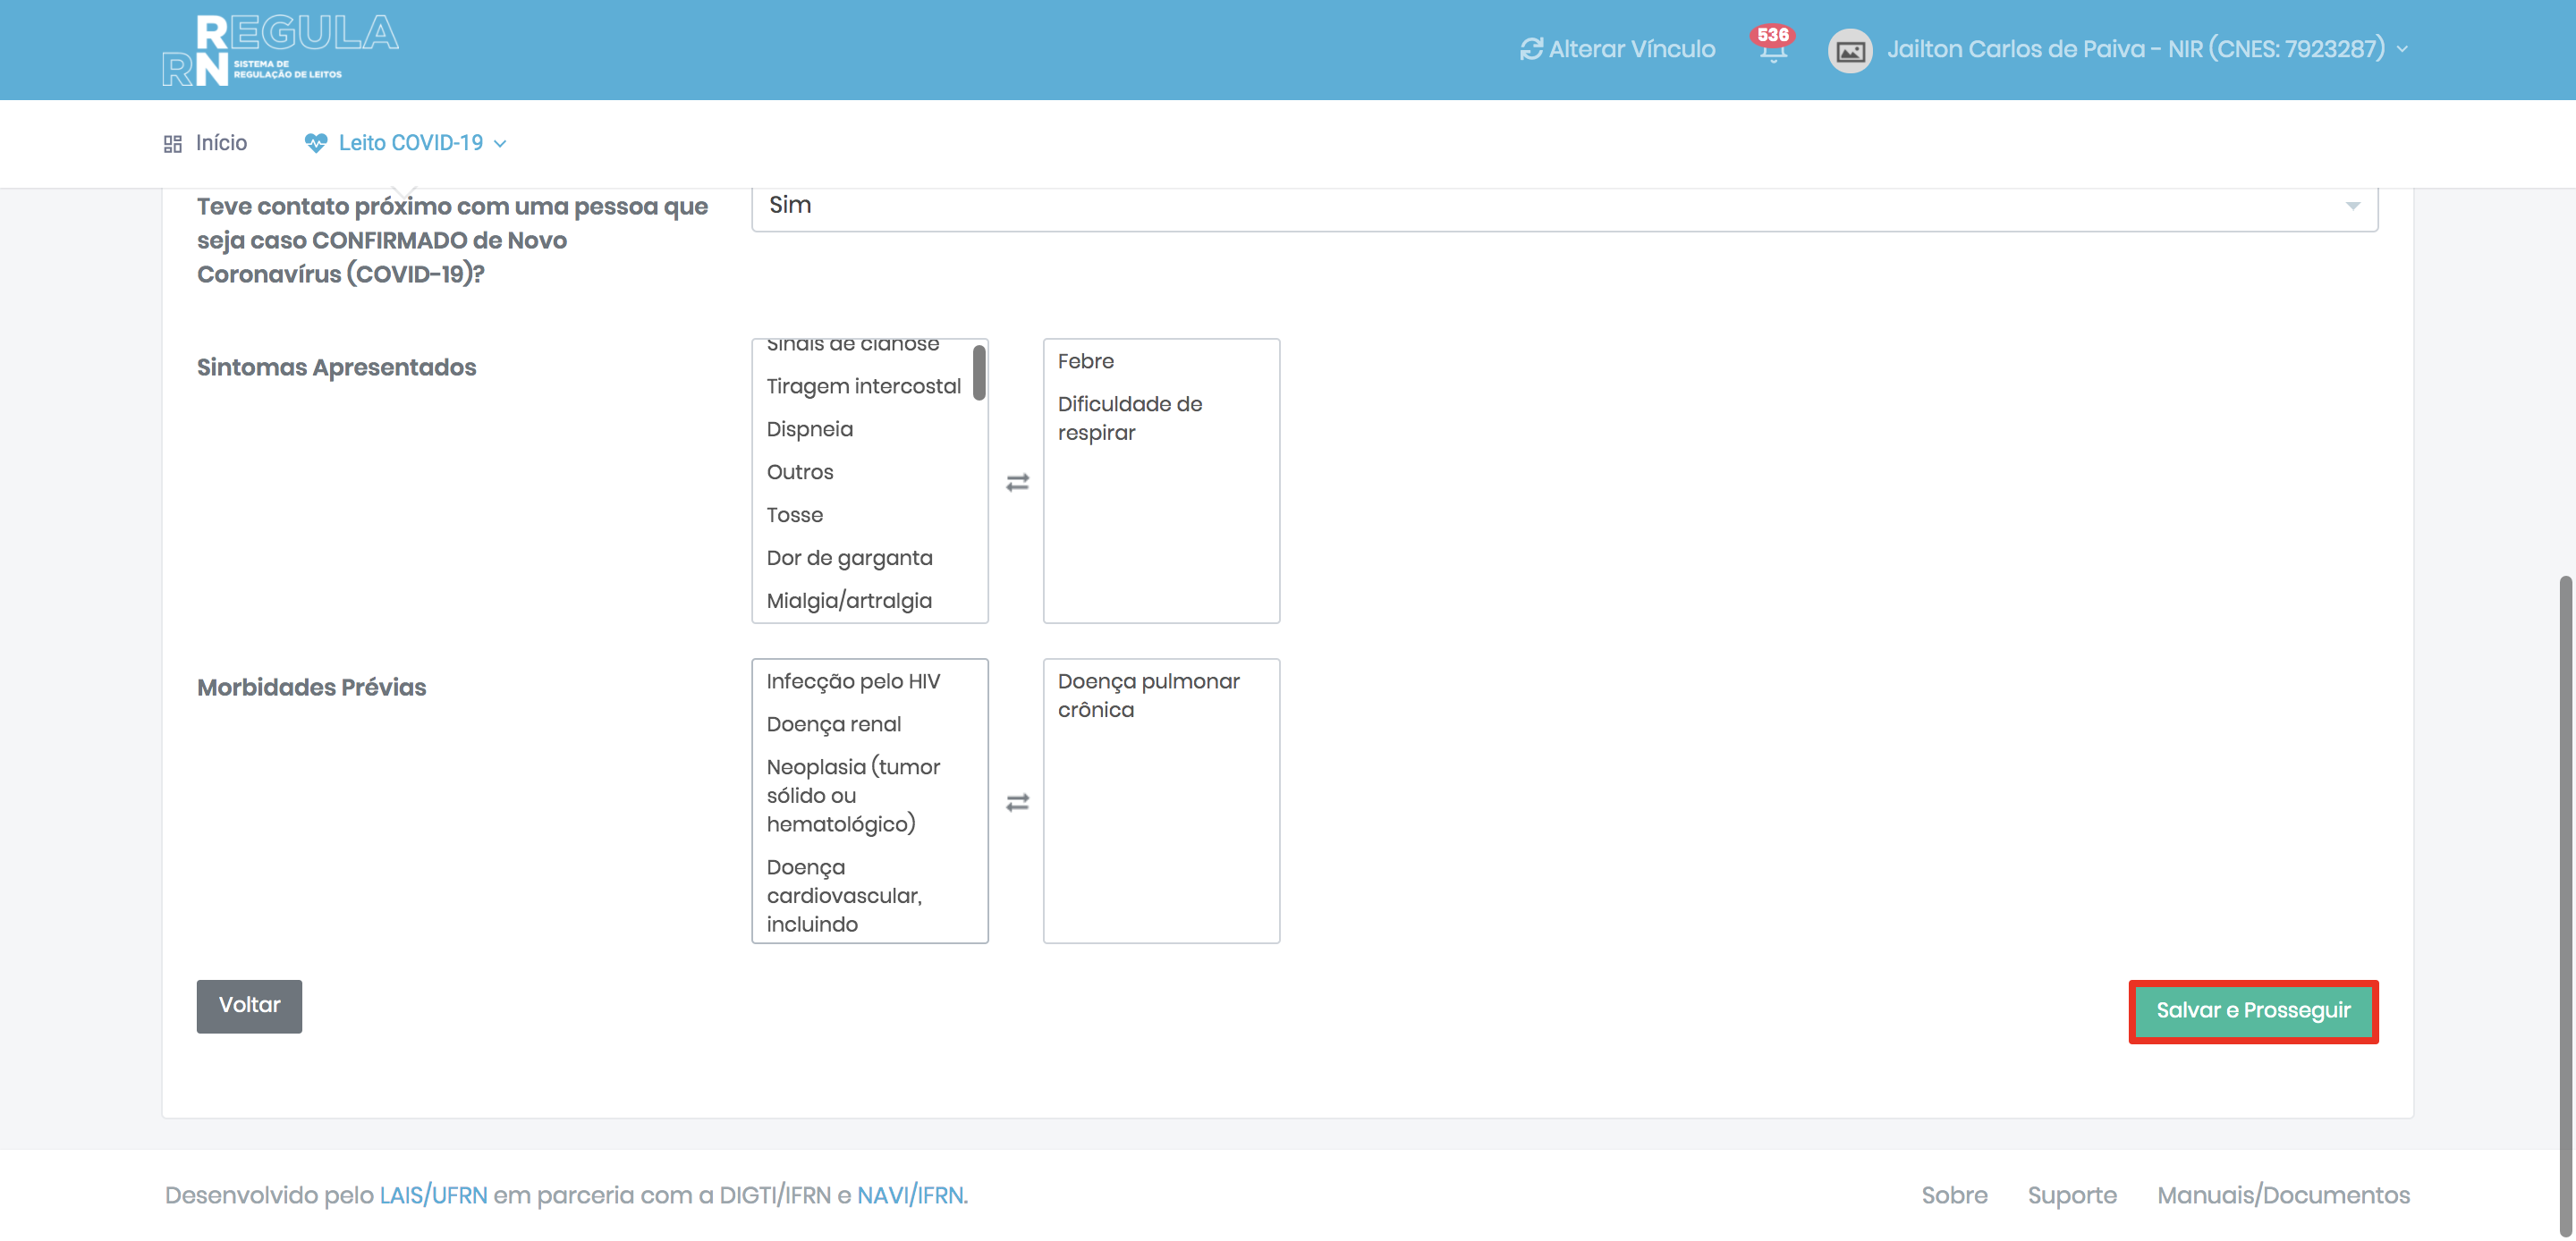 REGULA
RN SISTEMA DE
REGULAÇÃO DE LEITOS
Alterar Vínculo
536
Jailton Carlos de Paiva - NIR (CNES: 7923287)
Início
Leito COVID-19
Teve contato próximo com uma pessoa que
seja caso CONFIRMADO de Novo
Coronavírus (COVID-19)?
Sim
Sintomas Apresentados
Sinais de cianose
Tiragem intercostal
Dispneia
Outros
Tosse
Dor de garganta
Mialgia/artralgia
Febre
Dificuldade de
respirar
Morbidades Prévias
Infecção pelo HIV
Doença renal
Neoplasia (tumor
sólido ou
hematológico)
Doença
cardiovascular,
incluindo
Doença pulmonar
crônica
Voltar
Salvar e Prosseguir
Desenvolvido pelo LAIS/UFRN em parceria com a DIGTI/IFRN e NAVI/IFRN.
Sobre
Suporte
Manuais/Documentos